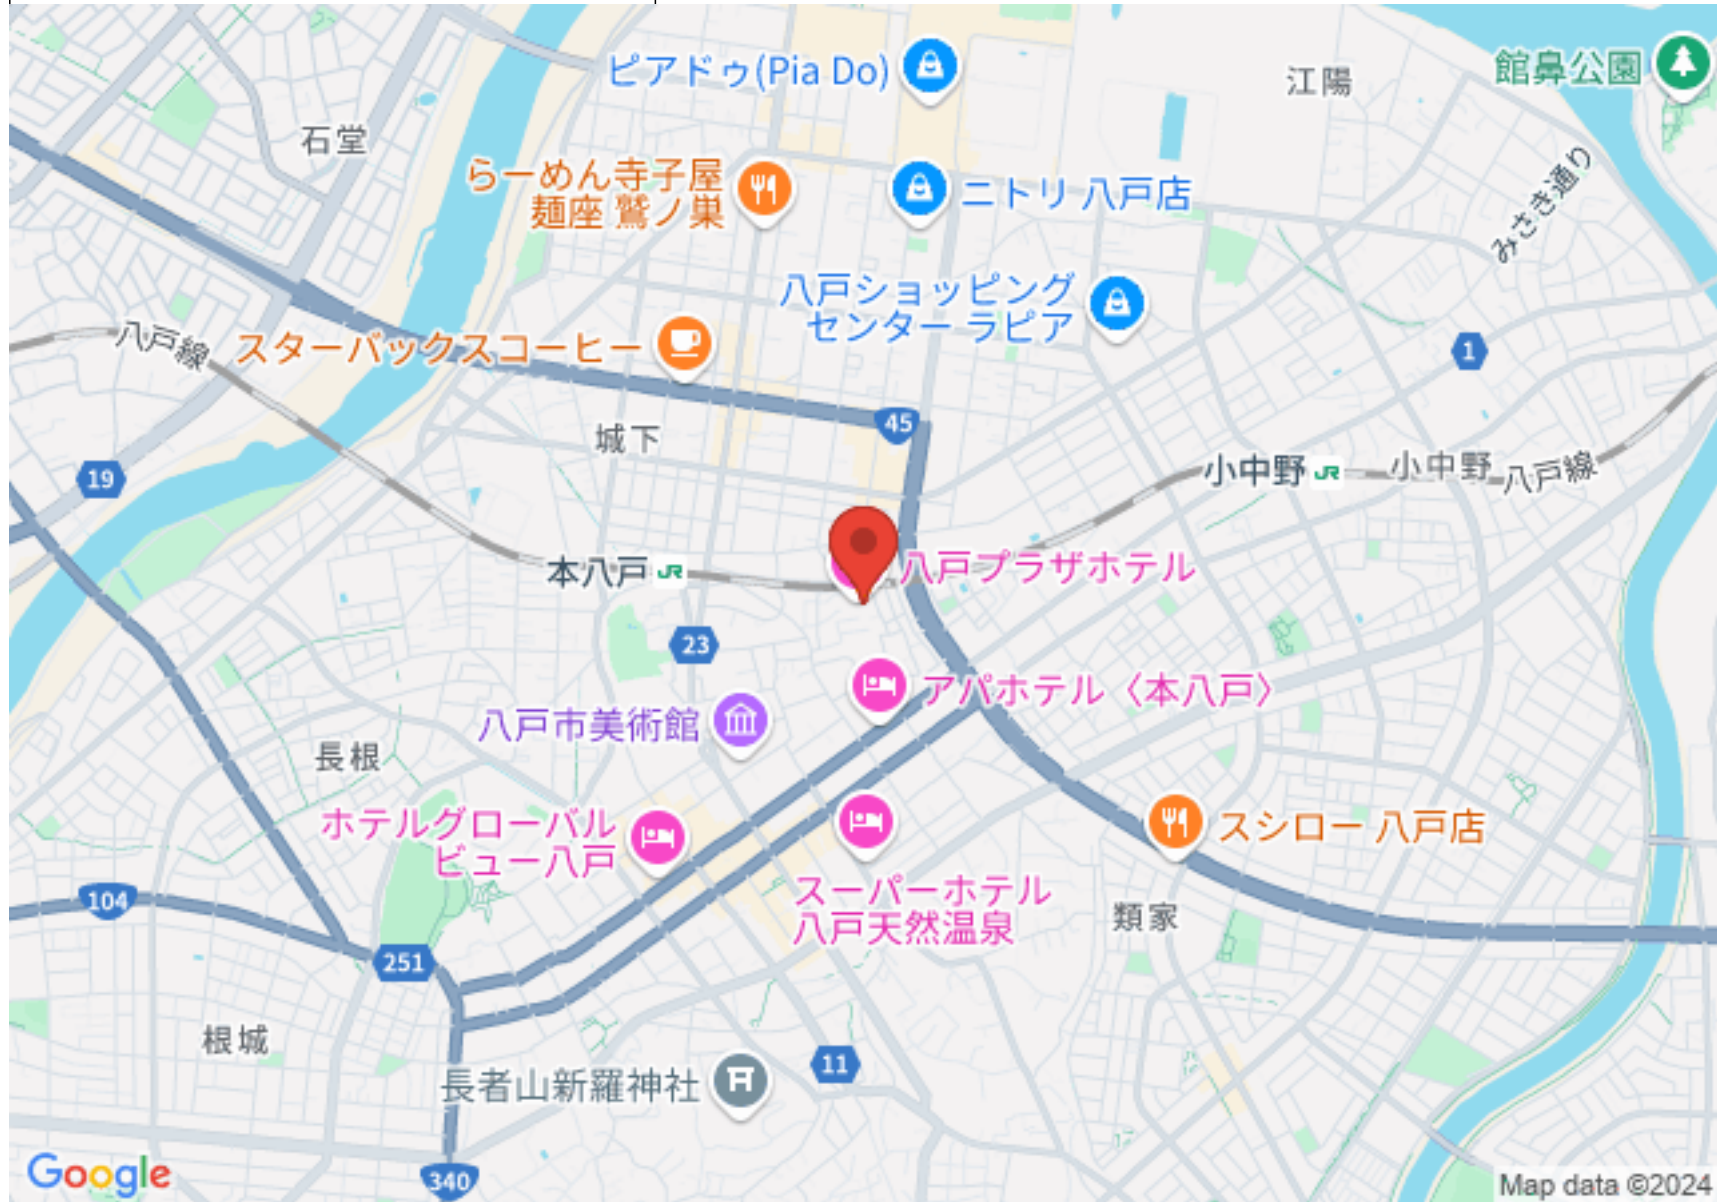 ピアドゥ(Pia Do)
江陽
館鼻公園
石堂
らーめん寺子屋
麺座 鷲ノ巣
ニトリ 八戸店
みさき通り
八戸ショッピング
センター ラピア
八戸線
スターバックスコーヒー
1
45
城下
19
小中野
JR
小中野
八戸線
本八戸
JR
八戸プラザホテル
23
アパホテル〈本八戸〉
八戸市美術館
長根
ホテルグローバル
ビュー八戸
スシロー 八戸店
スーパーホテル
八戸天然温泉
104
類家
251
根城
11
長者山新羅神社
340
Google
Map data ©2024